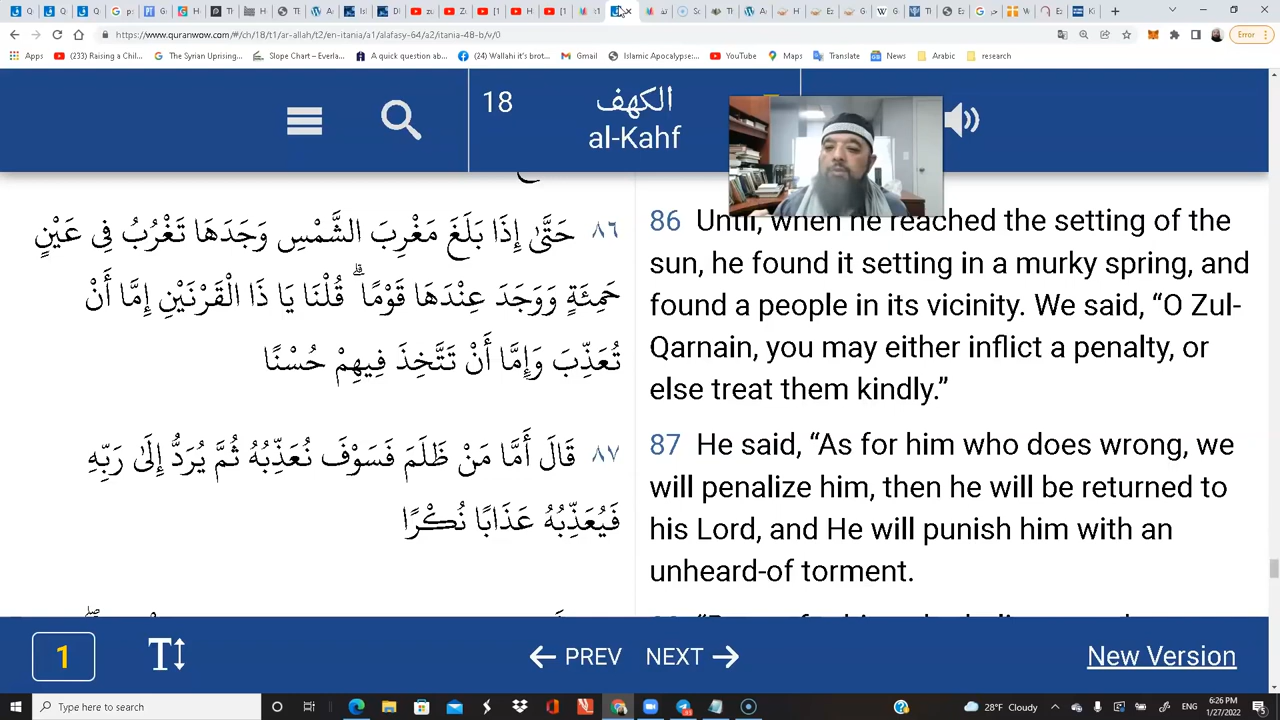 https://www.quranwow.com/#/ch/18/t1/ar-allah/t2/en-itania/a1/alafasy-64/a2/itania-48-b/v/0
Error
Apps
(233) Raising a Chil...
The Syrian Uprising...
Slope Chart — Everla...
A quick question ab...
(24) Wallahi it's brot...
Gmail
Islamic Apocalypse:...
YouTube
Maps
Translate
News
Arabic
research
18
الكهف
al-Kahf
٨٦ حَتَّىٰ إِذَا بَلَغَ مَغْرِبَ الشَّمْسِ وَجَدَهَا تَغْرُبُ فِي عَيْنٍ
حَمِئَةٍ وَوَجَدَ عِنْدَهَا قَوْمًا ۗ قُلْنَا يَا ذَا الْقَرْنَيْنِ إِمَّا أَنْ
تُعَذِّبَ وَإِمَّا أَنْ تَتَّخِذَ فِيهِمْ حُسْنًا
86 Until, when he reached the setting of the
sun, he found it setting in a murky spring, and
found a people in its vicinity. We said, “O Zul-
Qarnain, you may either inflict a penalty, or
else treat them kindly.”
٨٧ قَالَ أَمَّا مَنْ ظَلَمَ فَسَوْفَ نُعَذِّبُهُ ثُمَّ يُرَدُّ إِلَىٰ رَبِّهِ
فَيُعَذِّبُهُ عَذَابًا نُكْرًا
87 He said, “As for him who does wrong, we
will penalize him, then he will be returned to
his Lord, and He will punish him with an
unheard-of torment.
1
T
PREV
NEXT
New Version
Type here to search
28°F Cloudy
ENG
6:26 PM
1/27/2022